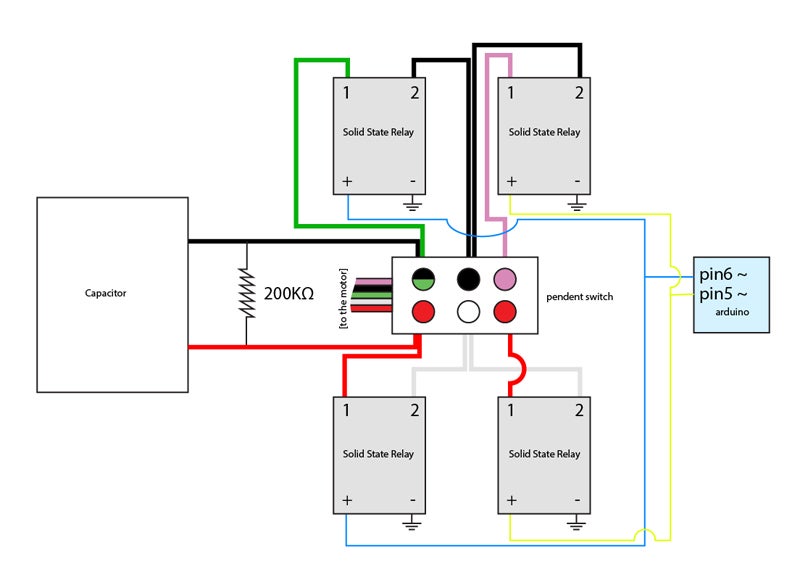 1 2
Solid State Relay
+ -
1 2
Solid State Relay
+ -
Capacitor
200KΩ
[to the motor]
pendent switch
pin6 ~
pin5 ~
arduino
1 2
Solid State Relay
+ -
1 2
Solid State Relay
+ -